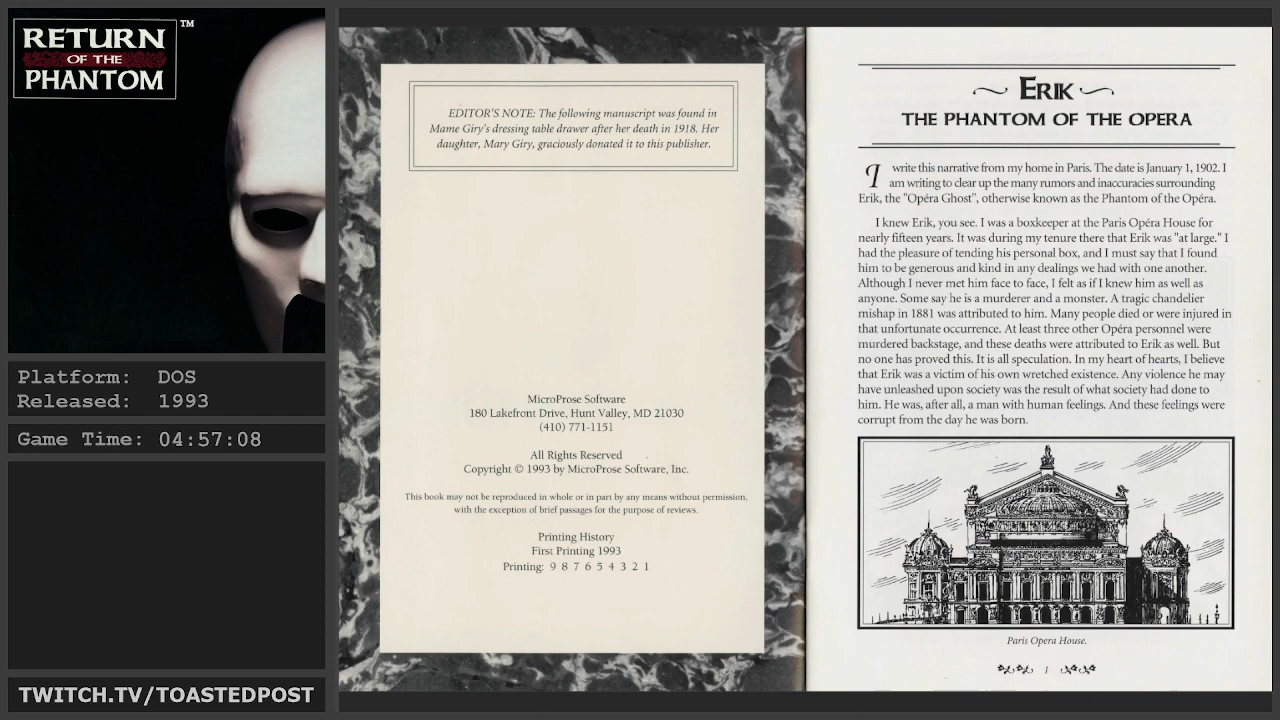 RETURN
OF THE
PHANTOM
TM
Platform: DOS
Released: 1993
Game Time: 04:57:08
TWITCH.TV/TOASTEDPOST
EDITOR'S NOTE: The following manuscript was found in
Mame Giry's dressing table drawer after her death in 1918. Her
daughter, Mary Giry, graciously donated it to this publisher.
MicroProse Software
180 Lakefront Drive, Hunt Valley, MD 21030
(410) 771-1151
All Rights Reserved
Copyright © 1993 by MicroProse Software, Inc.
This book may not be reproduced in whole or in part by any means without permission,
with the exception of brief passages for the purpose of reviews.
Printing History
First Printing 1993
Printing: 9 8 7 6 5 4 3 2 1
ERIK
THE PHANTOM OF THE OPERA
I write this narrative from my home in Paris. The date is January 1, 1902. I
am writing to clear up the many rumors and inaccuracies surrounding
Erik, the "Opéra Ghost", otherwise known as the Phantom of the Opéra.
I knew Erik, you see. I was a boxkeeper at the Paris Opéra House for
nearly fifteen years. It was during my tenure there that Erik was "at large." I
had the pleasure of tending his personal box, and I must say that I found
him to be generous and kind in any dealings we had with one another.
Although I never met him face to face, I felt as if I knew him as well as
anyone. Some say he is a murderer and a monster. A tragic chandelier
mishap in 1881 was attributed to him. Many people died or were injured in
that unfortunate occurrence. At least three other Opéra personnel were
murdered backstage, and these deaths were attributed to Erik as well. But
no one has proved this. It is all speculation. In my heart of hearts, I believe
that Erik was a victim of his own wretched existence. Any violence he may
have unleashed upon society was the result of what society had done to
him. He was, after all, a man with human feelings. And these feelings were
corrupt from the day he was born.
Paris Opera House.
1